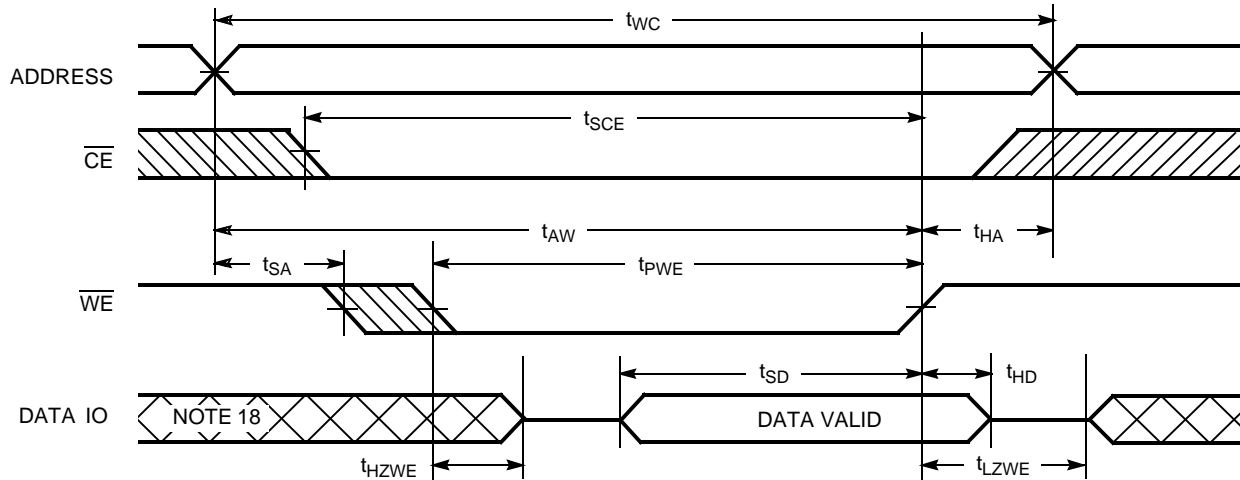 tWC
ADDRESS
tSCE
CE
tAW
tHA
tSA
tPWE
WE
tSD
tHD
DATA IO
NOTE 18
DATA VALID
tHZWE
tLZWE